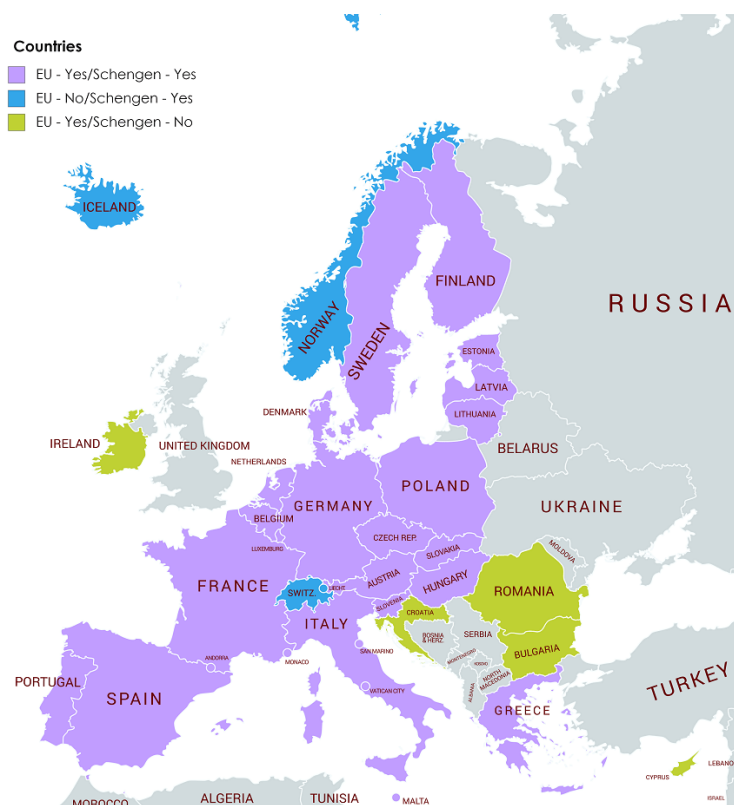 Countries
EU - Yes/Schengen - Yes
EU - No/Schengen - Yes
EU - Yes/Schengen - No
ICELAND
FINLAND
RUSSIA
NORWAY
SWEDEN
ESTONIA
LATVIA
DENMARK
LITHUANIA
IRELAND
UNITED KINGDOM
BELARUS
NETHERLANDS
POLAND
GERMANY
UKRAINE
BELGIUM
CZECH REP.
LUXEMBURG
SLOVAKIA
MOLDOVA
FRANCE
SWITZ
LIECHT
AUSTRIA
HUNGARY
ROMANIA
SLOVENIA
CROATIA
ITALY
BOSNIA
& HERZ.
SERBIA
SAN MARINO
BULGARIA
MONTENEGRO
KOSOVO
ANDORRA
MONACO
NORTH
MACEDONIA
PORTUGAL
SPAIN
VATICAN CITY
ALBANIA
TURKEY
GREECE
LEBANO
CYPRUS
MOROCCO
ALGERIA
TUNISIA
MALTA
ISRAEL